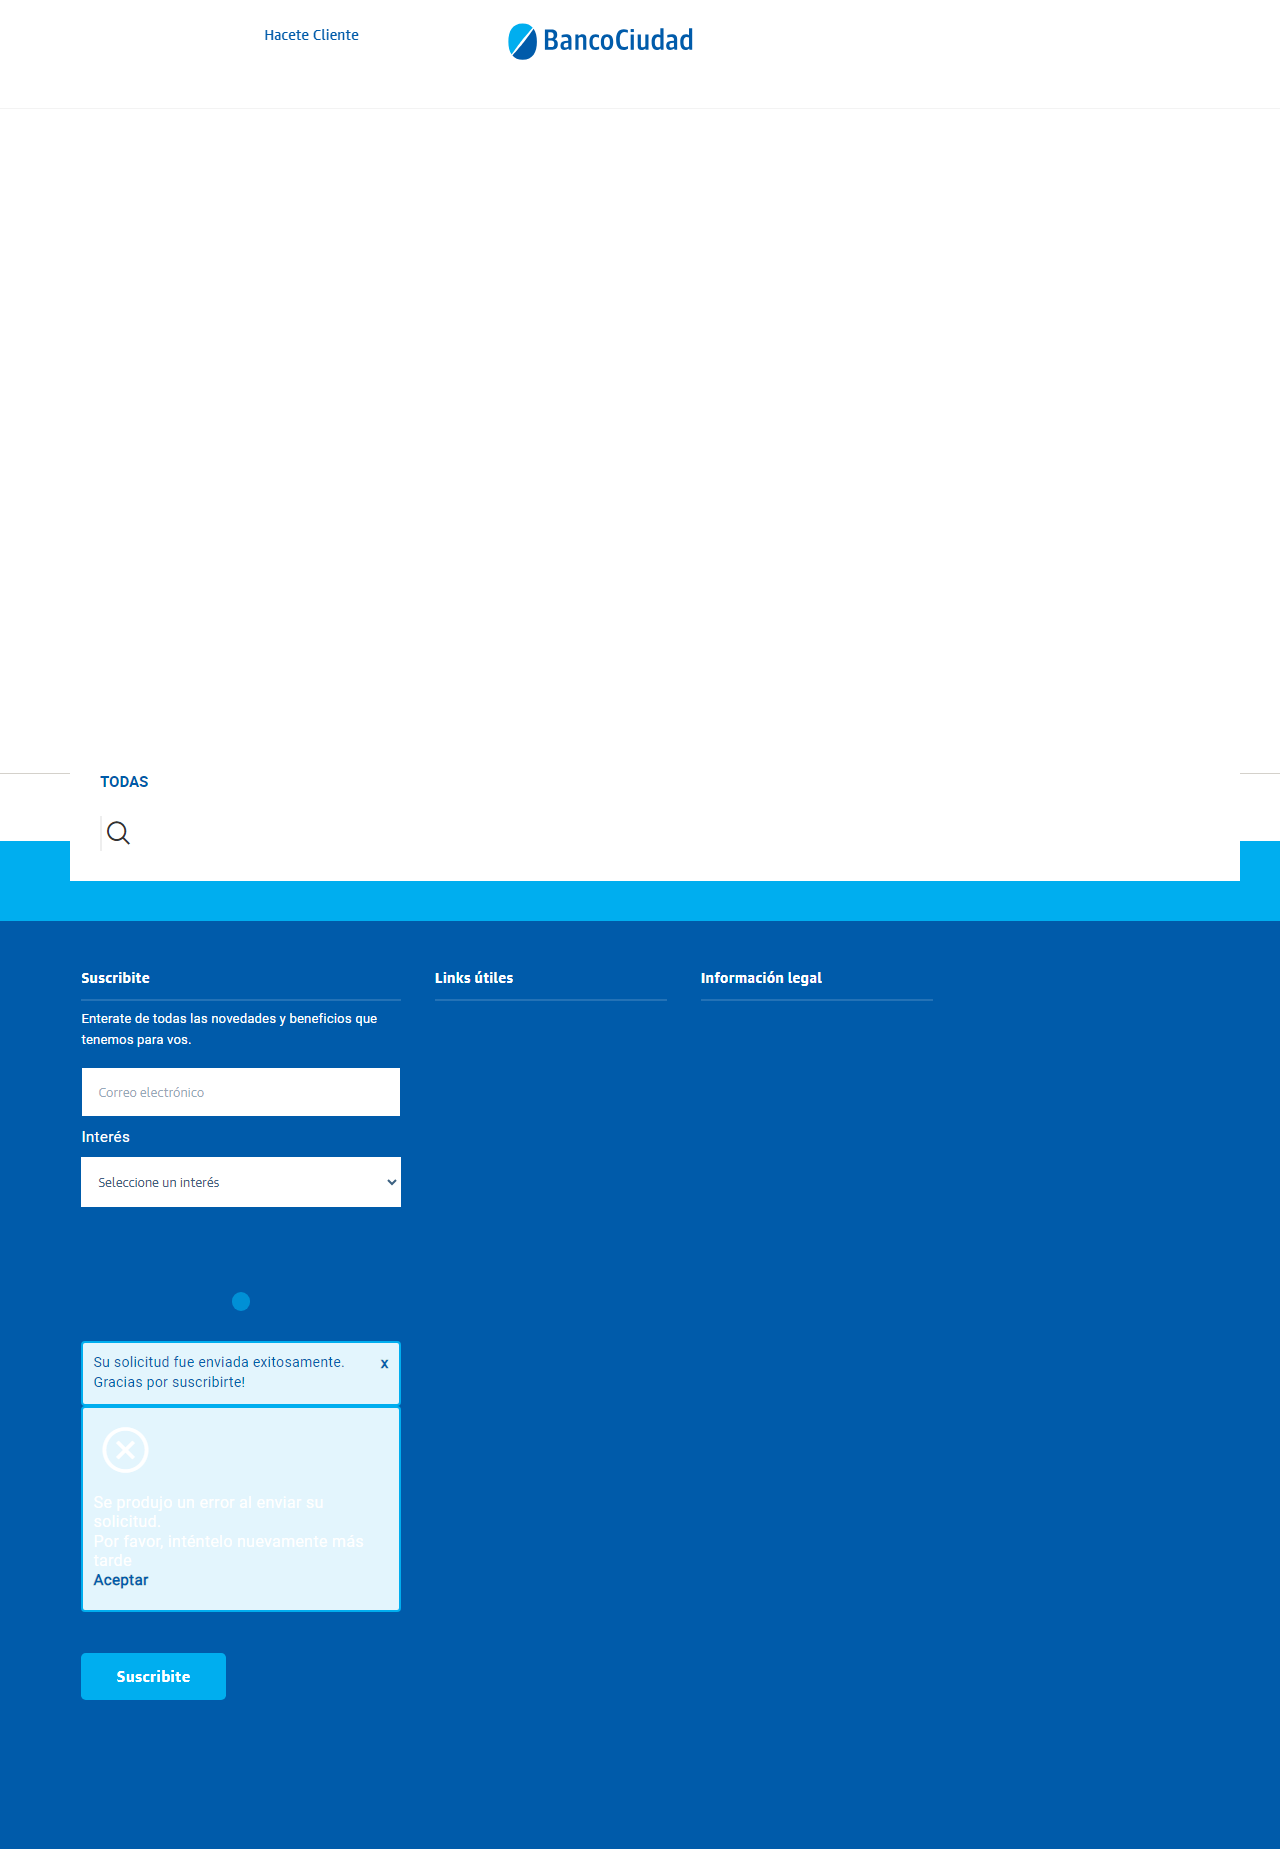 Hacete Cliente
BancoCiudad
TODAS
Suscribite
Enterate de todas las novedades y beneficios que
tenemos para vos.
Correo electrónico
Interés
Seleccione un interés
Su solicitud fue enviada exitosamente.
x
Gracias por suscribirte!
Se produjo un error al enviar su
solicitud.
Por favor, inténtelo nuevamente más
tarde
Aceptar
Suscribite
Links útiles
Información legal